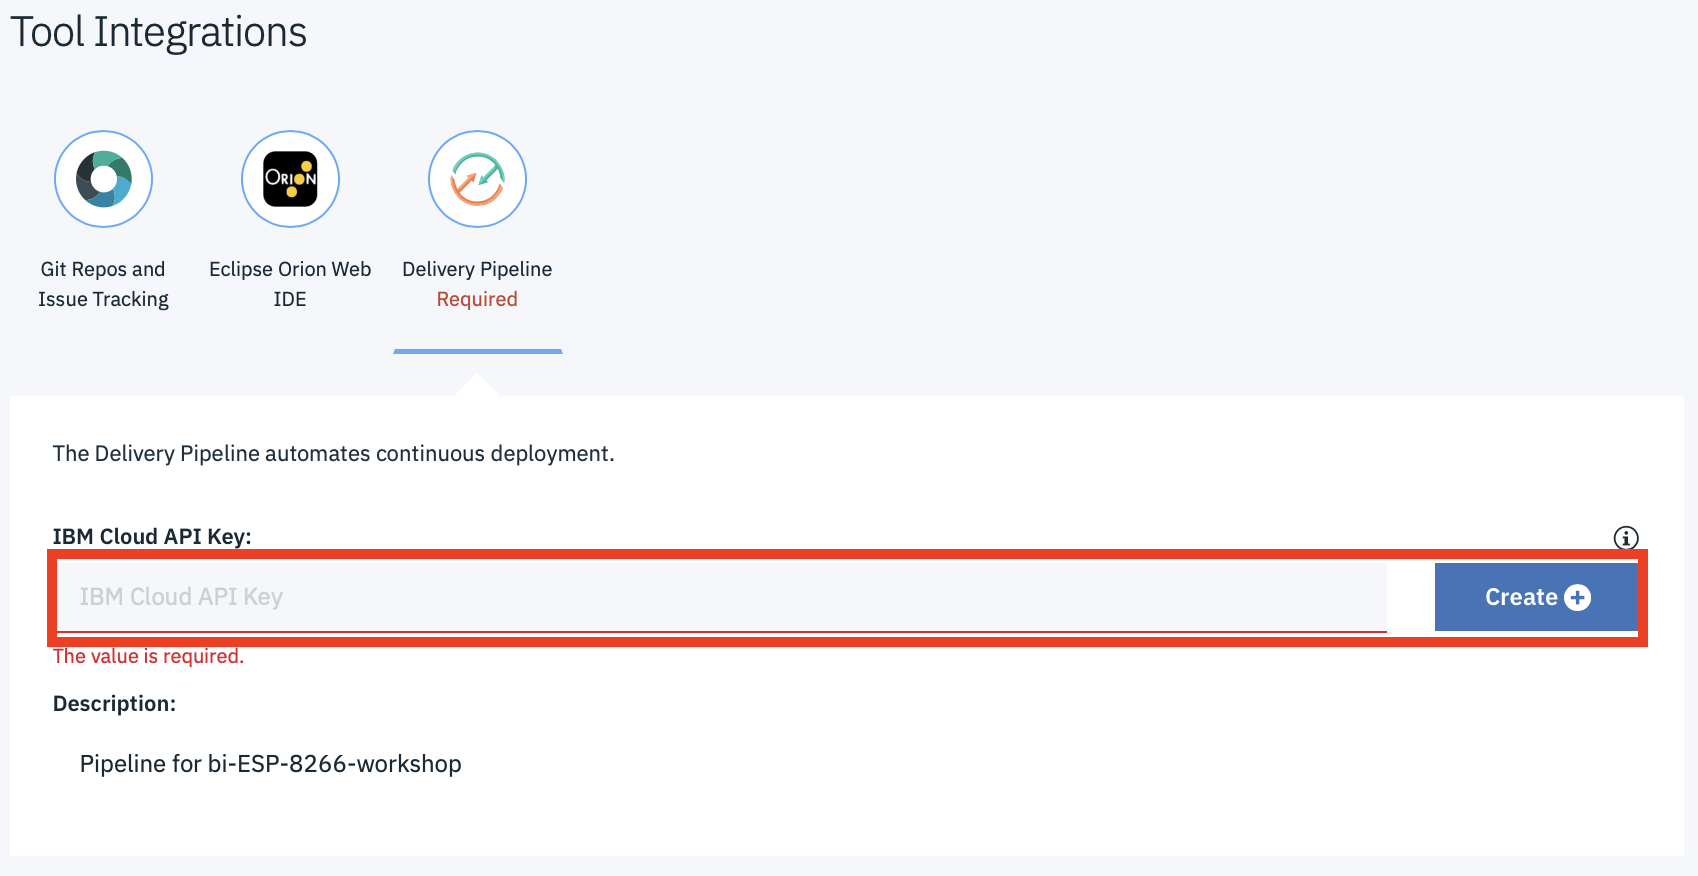 Tool Integrations
ORION
Git Repos and
Issue Tracking
Eclipse Orion Web
IDE
Delivery Pipeline
Required
The Delivery Pipeline automates continuous deployment.
IBM Cloud API Key:
IBM Cloud API Key
Create
The value is required.
Description:
Pipeline for bi-ESP-8266-workshop